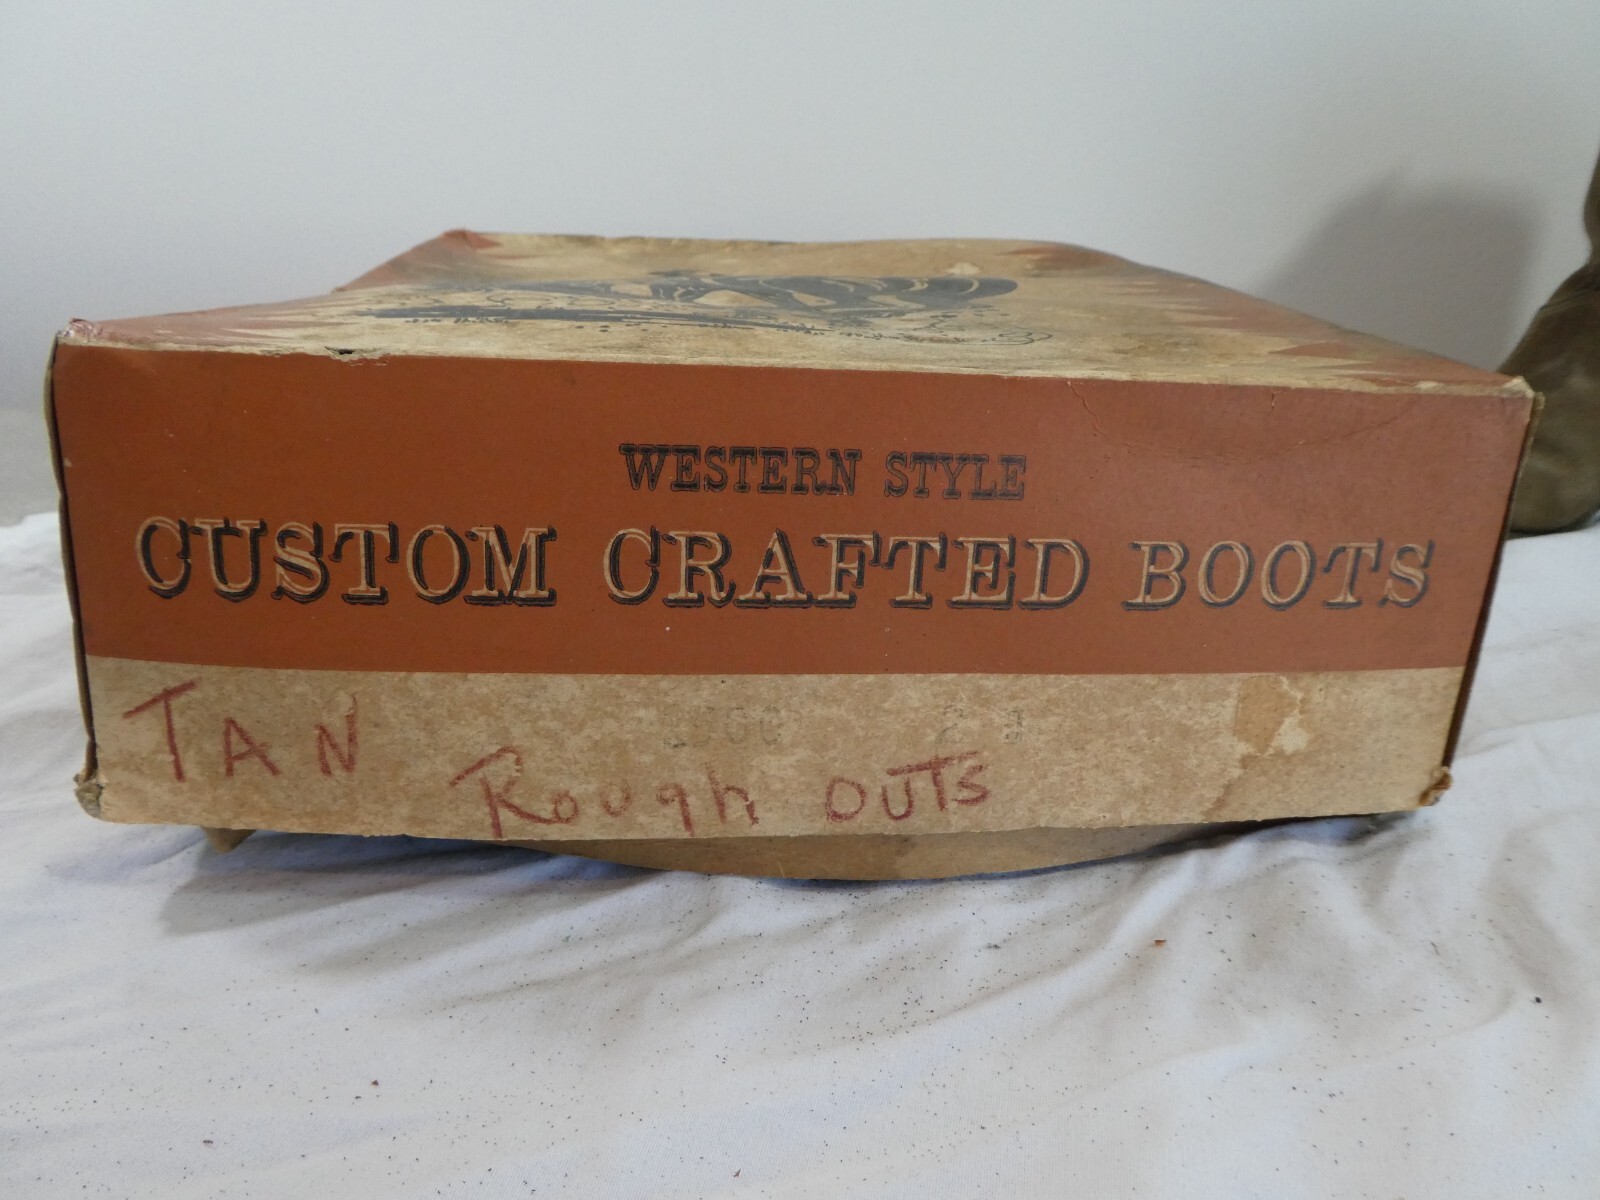 WESTERN STYLE
CUSTOM CRAFTED BOOTS
TAN
Rough OUTS